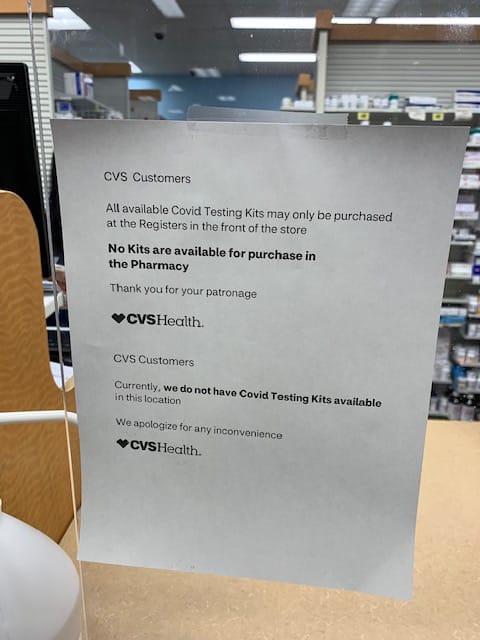 CVS Customers
All available Covid Testing Kits may only be purchased
at the Registers in the front of the store
No Kits are available for purchase in
the Pharmacy
Thank you for your patronage
CVSHealth.
CVS Customers
Currently, we do not have Covid Testing Kits available
in this location
We apologize for any inconvenience
CVSHealth.